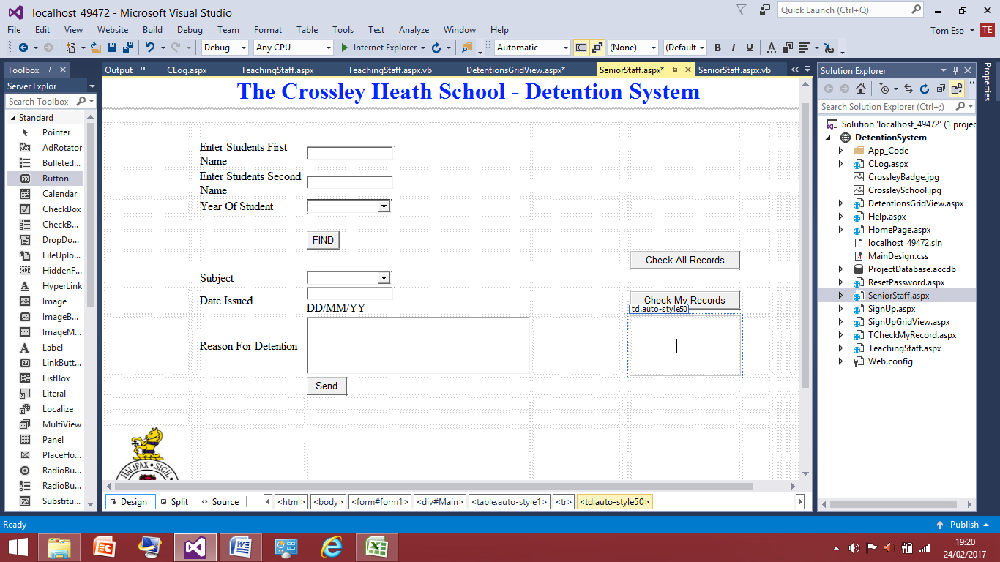 localhost_49472 - Microsoft Visual Studio
Quick Launch (Ctrl+Q)
File Edit View Website Build Debug Team Format Table Tools Test Analyze Window Help
Tom Eso TE
Debug Any CPU Internet Explorer Automatic (None) (Default B I U A
Toolbox
Output CLog.aspx TeachingStaff.aspx TeachingStaff.aspx.vb DetentionsGridView.aspx* SeniorStaff.aspx* SeniorStaff.aspx.vb
Solution Explorer
Properties
Server Explor
Search Toolbox
Standard
Pointer
AdRotator
Bulleted...
Button
Calendar
CheckBox
CheckB...
DropDo...
FileUplo...
HiddenF...
HyperLink
Image
ImageB...
ImageM...
Label
LinkButt...
ListBox
Literal
Localize
MultiView
Panel
PlaceHo...
RadioBu...
RadioBu...
Substitu...
The Crossley Heath School - Detention System
Enter Students First
Name
Enter Students Second
Name
Year Of Student
FIND
Check All Records
Subject
Date Issued
DD/MM/YY
Check My Records
td.auto-style50
Reason For Detention
Send
HALIFAX • SIGIL
Design Split Source <html> <body> <form#form1> <div#Main> <table.auto-style1> <tr> <td.auto-style50>
Search Solution Explorer (Ctrl+;)
Solution 'localhost_49472' (1 projec
DetentionSystem
App_Code
CLog.aspx
CrossleyBadge.jpg
CrossleySchool.jpg
DetentionsGridView.aspx
Help.aspx
HomePage.aspx
localhost_49472.sln
MainDesign.css
ProjectDatabase.accdb
ResetPassword.aspx
SeniorStaff.aspx
SignUp.aspx
SignUpGridView.aspx
TCheckMyRecord.aspx
TeachingStaff.aspx
Web.config
Ready
Publish
19:20
24/02/2017